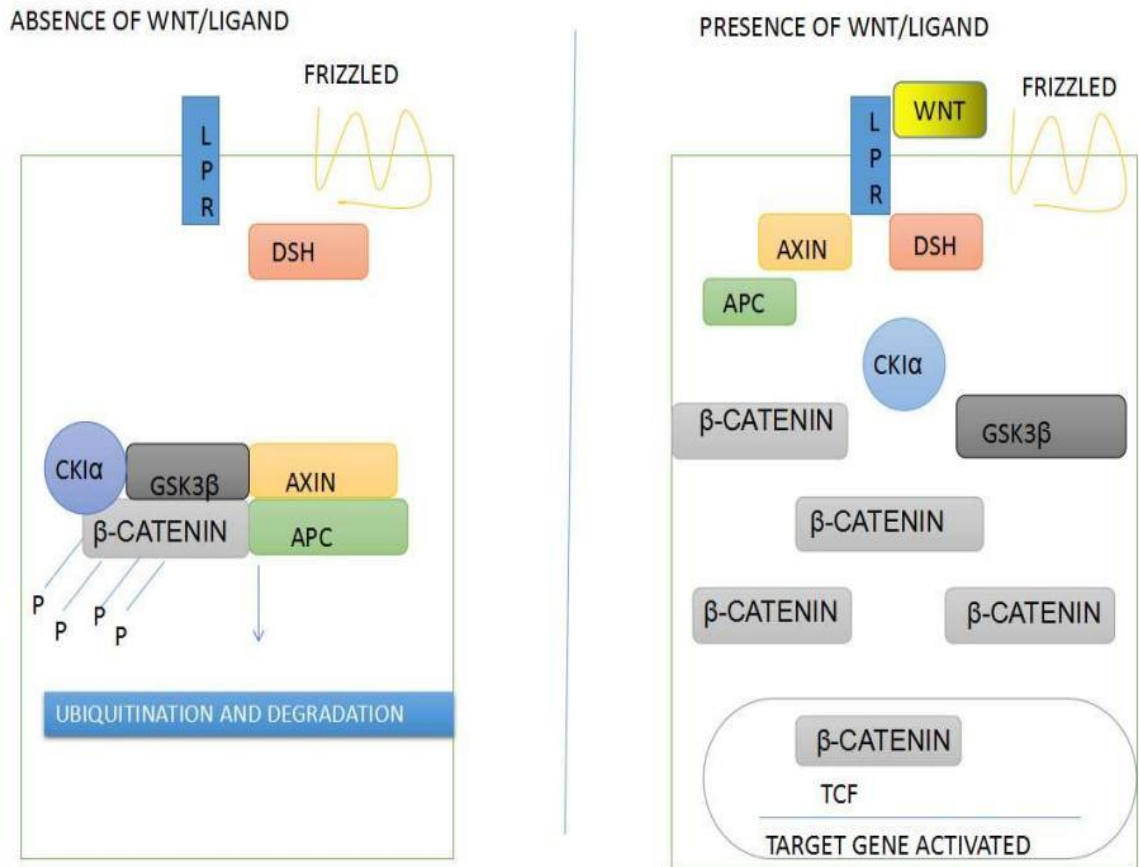 ABSENCE OF WNT/LIGAND
FRIZZLED
L
P
R
DSH
CKIα
GSK3β
AXIN
β-CATENIN
APC
P
P
P
P
UBIQUITINATION AND DEGRADATION
PRESENCE OF WNT/LIGAND
FRIZZLED
WNT
L
P
R
AXIN
DSH
APC
CKIα
β-CATENIN
GSK3β
β-CATENIN
β-CATENIN
β-CATENIN
β-CATENIN
TCF
TARGET GENE ACTIVATED